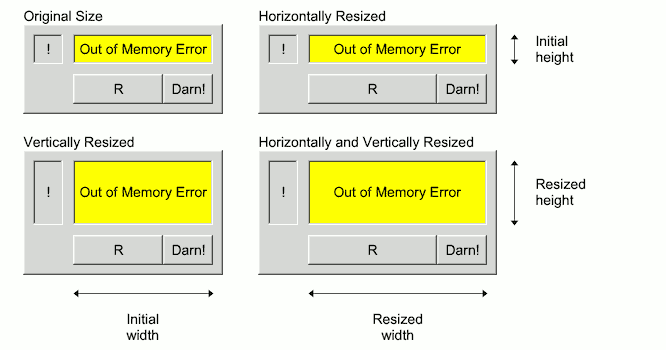 Original Size
! Out of Memory Error
R Darn!
Horizontally Resized
! Out of Memory Error
R Darn!
Initial
height
Vertically Resized
! Out of Memory Error
R Darn!
Horizontally and Vertically Resized
! Out of Memory Error
R Darn!
Resized
height
Initial
width
Resized
width